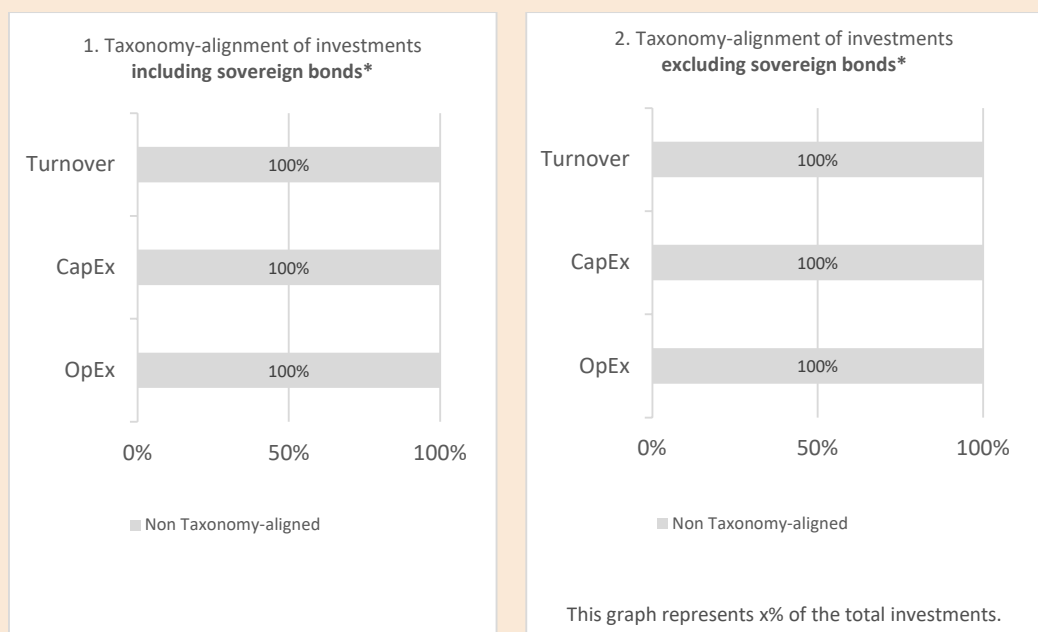 1. Taxonomy-alignment of investments
including sovereign bonds*
Turnover
100%
CapEx
100%
OpEx
100%
0% 50% 100%
Non Taxonomy-aligned
2. Taxonomy-alignment of investments
excluding sovereign bonds*
Turnover
100%
CapEx
100%
OpEx
100%
0% 50% 100%
Non Taxonomy-aligned
This graph represents x% of the total investments.